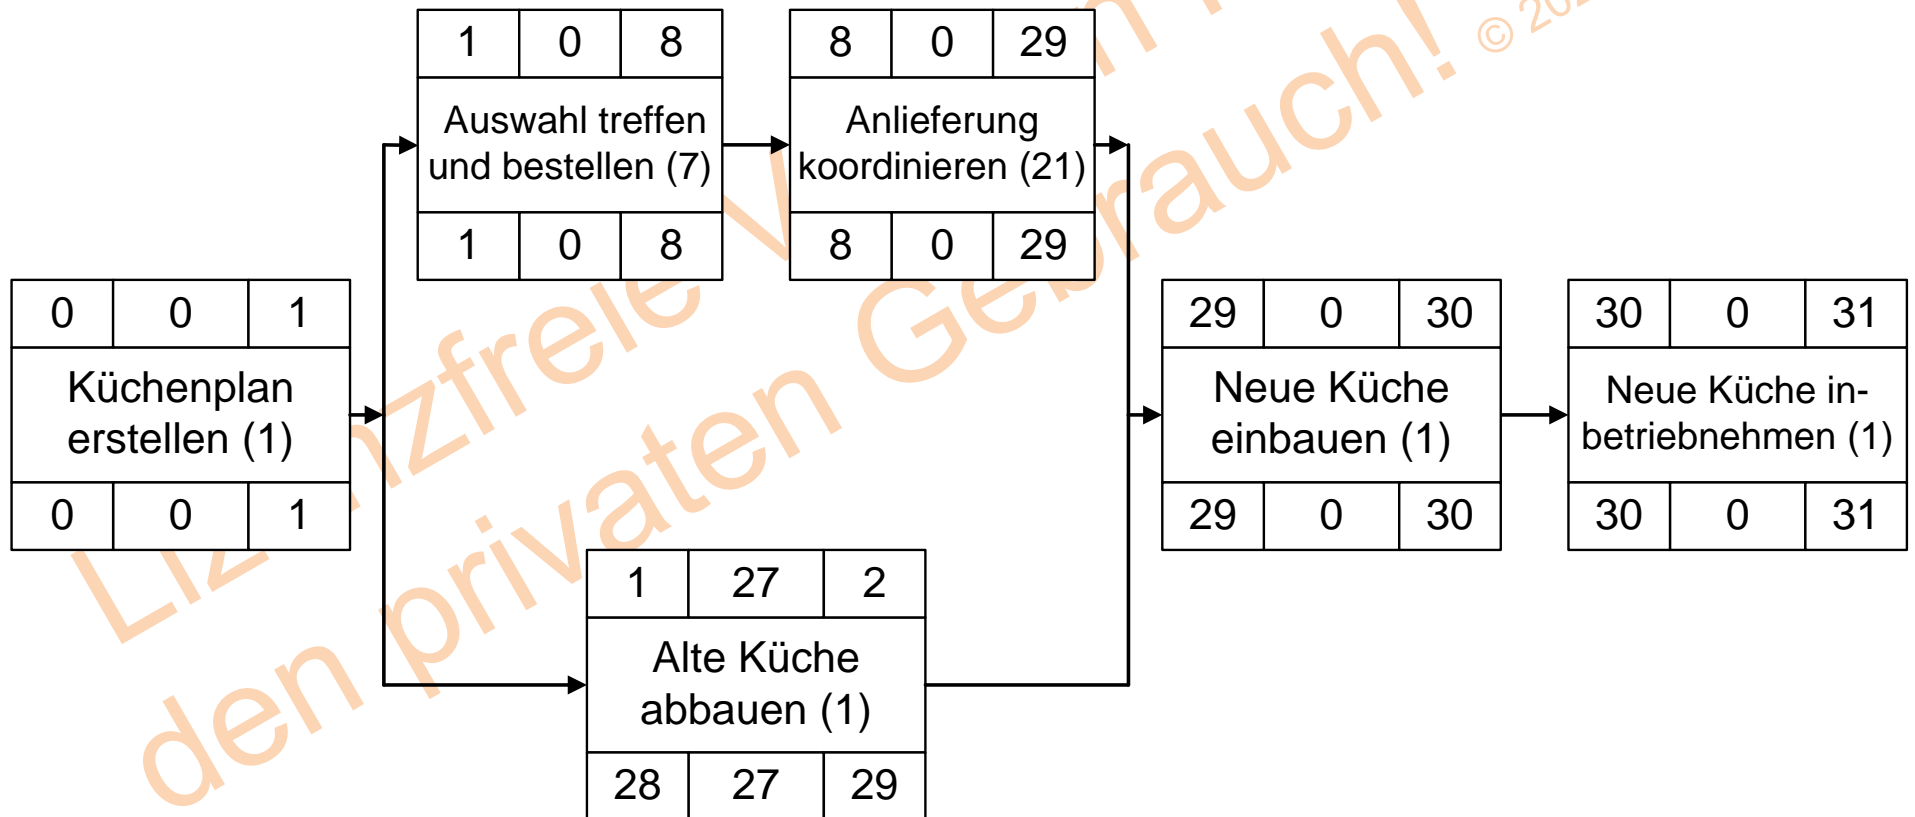 1 0 8
Auswahl treffen
und bestellen (7)
1 0 8
8 0 29
Anlieferung
koordinieren (21)
8 0 29
0 0 1
Küchenplan
erstellen (1)
0 0 1
1 27 2
Alte Küche
abbauen (1)
28 27 29
29 0 30
Neue Küche
einbauen (1)
29 0 30
30 0 31
Neue Küche in-
betriebnehmen (1)
30 0 31
den privaten Gebrauch!